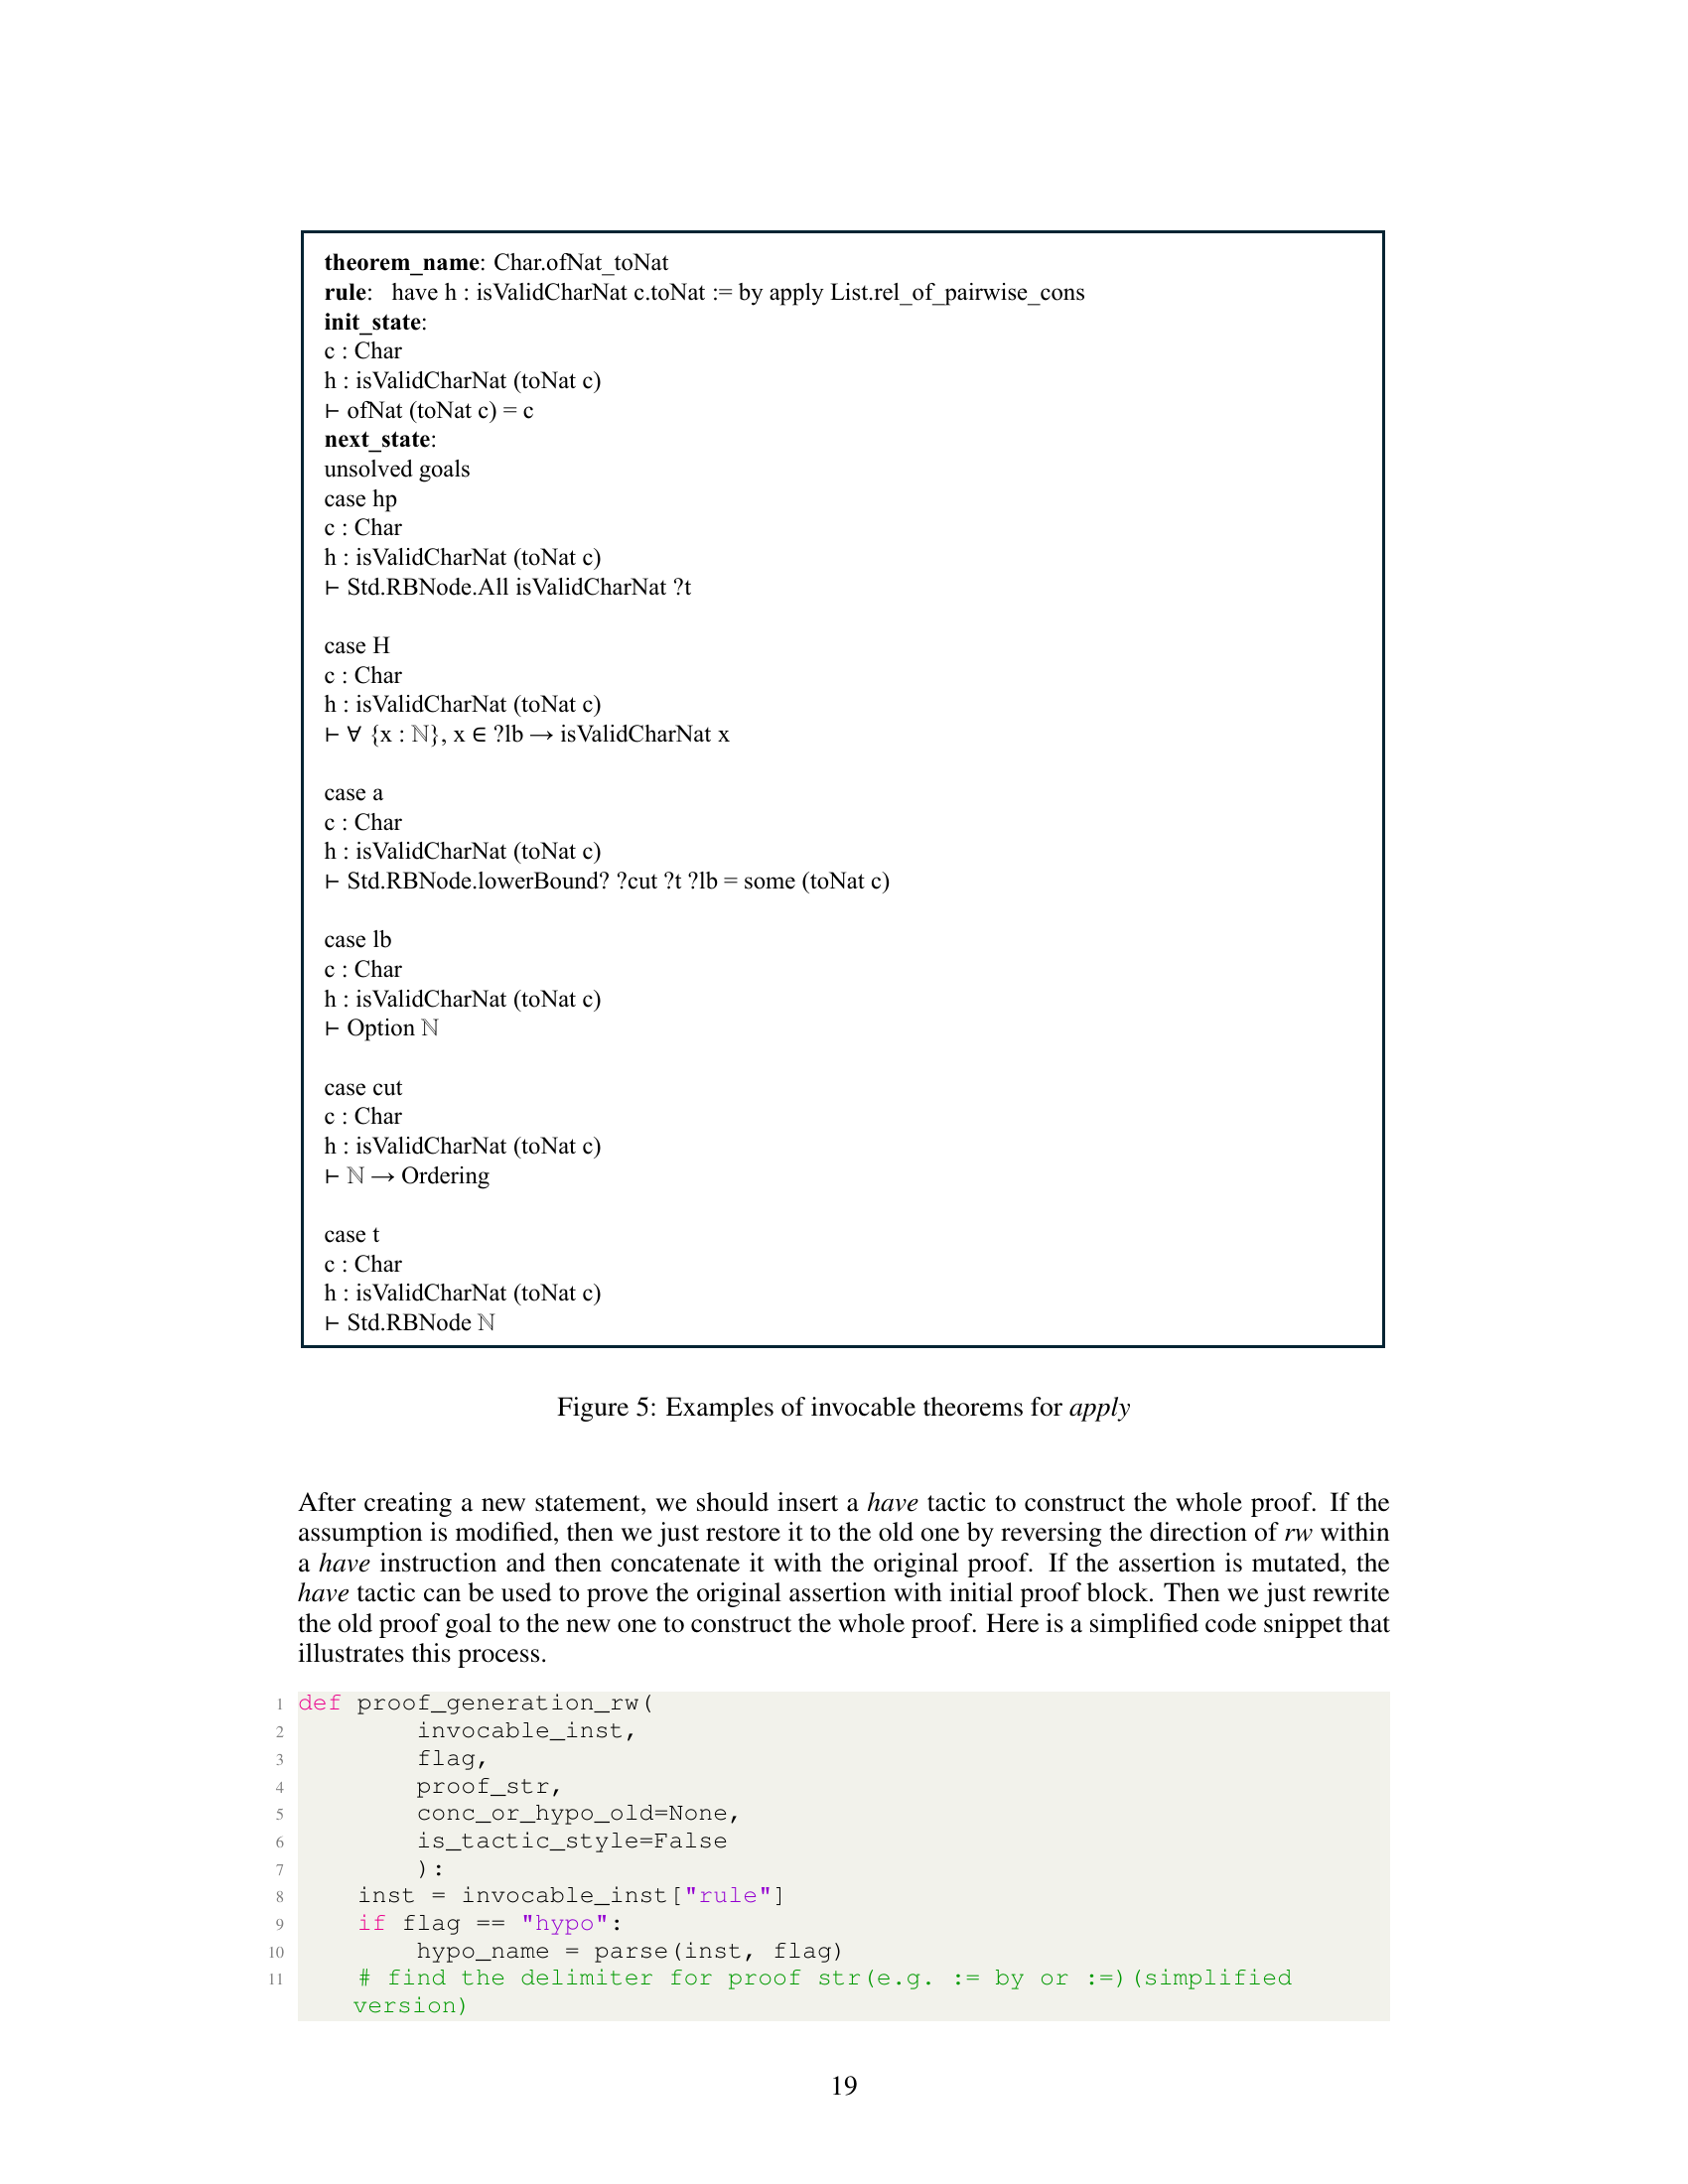 theorem_name: Char.ofNat_toNat
rule: have h : isValidCharNat c.toNat := by apply List.rel_of_pairwise_cons
init_state:
c : Char
h : isValidCharNat (toNat c)
⊢ ofNat (toNat c) = c
next_state:
unsolved goals
case hp
c : Char
h : isValidCharNat (toNat c)
⊢ Std.RBNode.All isValidCharNat ?t
case H
c : Char
h : isValidCharNat (toNat c)
⊢ ∀ {x : ℕ}, x ∈ ?lb → isValidCharNat x
case a
c : Char
h : isValidCharNat (toNat c)
⊢ Std.RBNode.lowerBound? ?cut ?t ?lb = some (toNat c)
case lb
c : Char
h : isValidCharNat (toNat c)
⊢ Option ℕ
case cut
c : Char
h : isValidCharNat (toNat c)
⊢ ℕ → Ordering
case t
c : Char
h : isValidCharNat (toNat c)
⊢ Std.RBNode ℕ
Figure 5: Examples of invocable theorems for apply
After creating a new statement, we should insert a have tactic to construct the whole proof. If the
assumption is modified, then we just restore it to the old one by reversing the direction of rw within
a have instruction and then concatenate it with the original proof. If the assertion is mutated, the
have tactic can be used to prove the original assertion with initial proof block. Then we just rewrite
the old proof goal to the new one to construct the whole proof. Here is a simplified code snippet that
illustrates this process.
1 def proof_generation_rw(
2 invocable_inst,
3 flag,
4 proof_str,
5 conc_or_hypo_old=None,
6 is_tactic_style=False
7 ):
8 inst = invocable_inst["rule"]
9 if flag == "hypo":
10 hypo_name = parse(inst, flag)
11 # find the delimiter for proof str(e.g. := by or :=)(simplified
version)
19